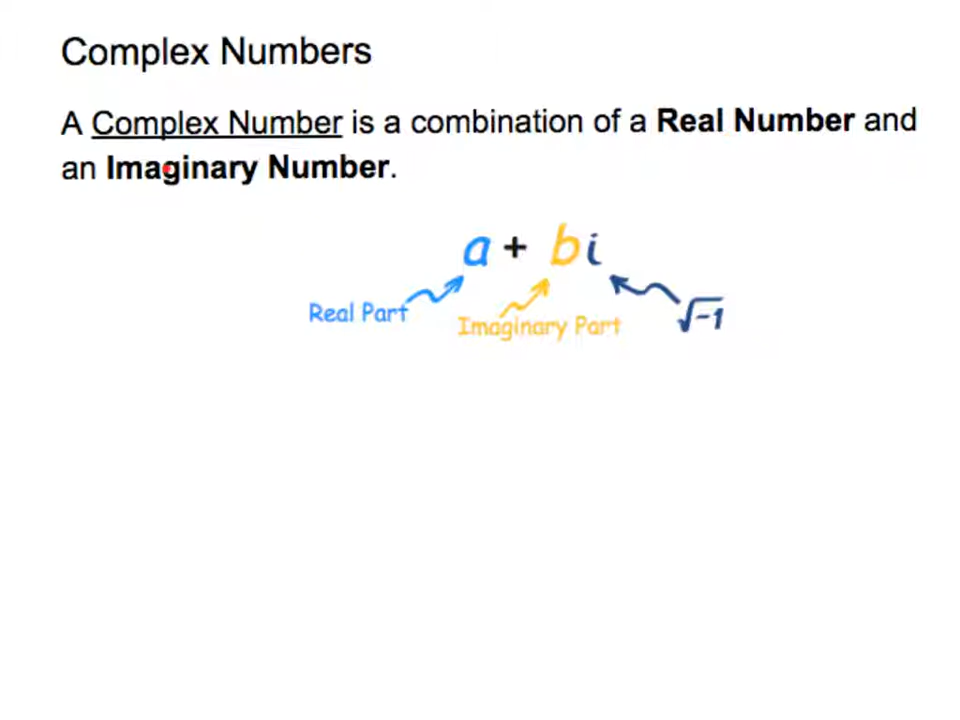 Complex Numbers
A Complex Number is a combination of a Real Number and
an Imaginary Number.
a + bi
Real Part
Imaginary Part
√-1